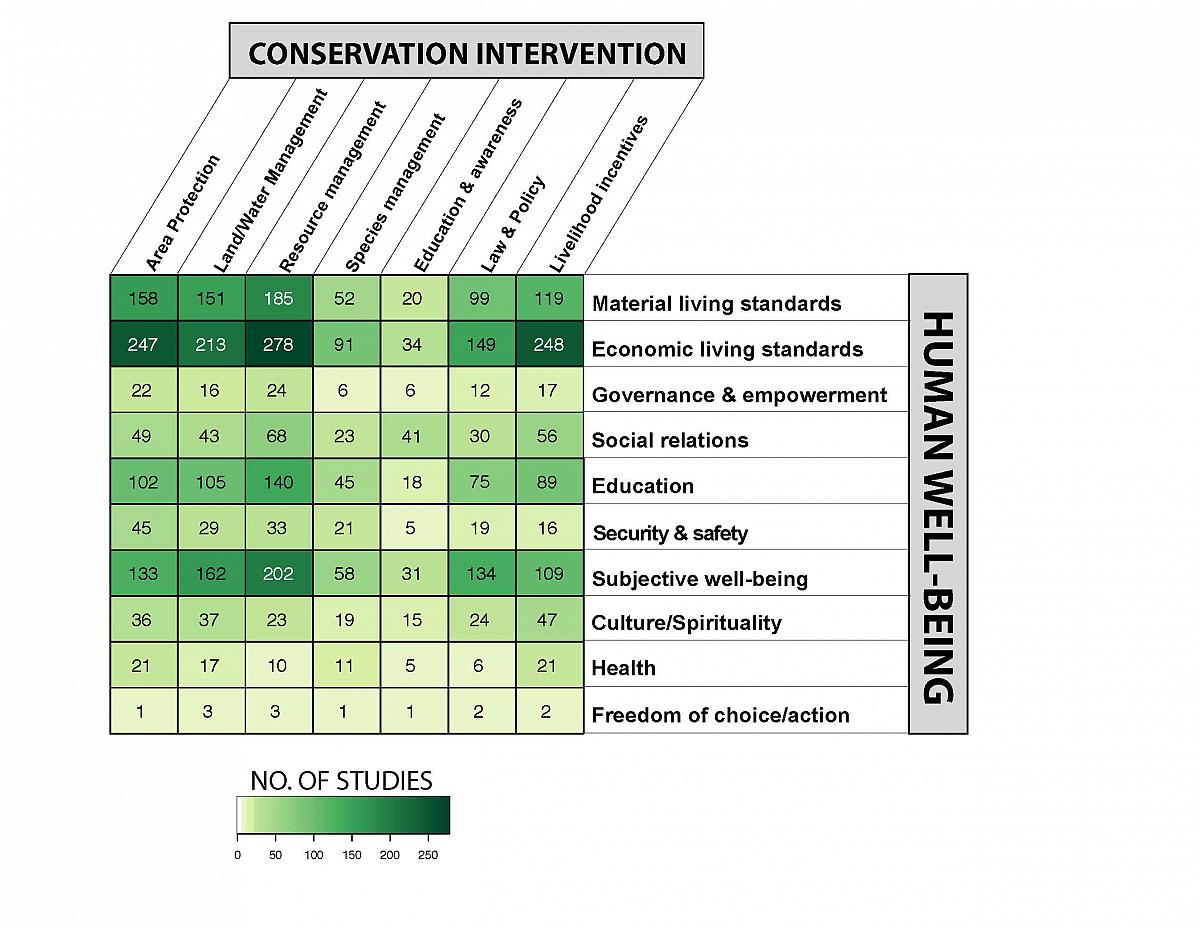 CONSERVATION INTERVENTION
Area Protection
Land/Water Management
Resource management
Species management
Education & awareness
Law & Policy
Livelihood incentives
158 151 185 52 20 99 119 Material living standards
247 213 278 91 34 149 248 Economic living standards
22 16 24 6 6 12 17 Governance & empowerment
49 43 68 23 41 30 56 Social relations
102 105 140 45 18 75 89 Education
45 29 33 21 5 19 16 Security & safety
133 162 202 58 31 134 109 Subjective well-being
36 37 23 19 15 24 47 Culture/Spirituality
21 17 10 11 5 6 21 Health
1 3 3 1 1 2 2 Freedom of choice/action
HUMAN WELL-BEING
NO. OF STUDIES
0 50 100 150 200 250